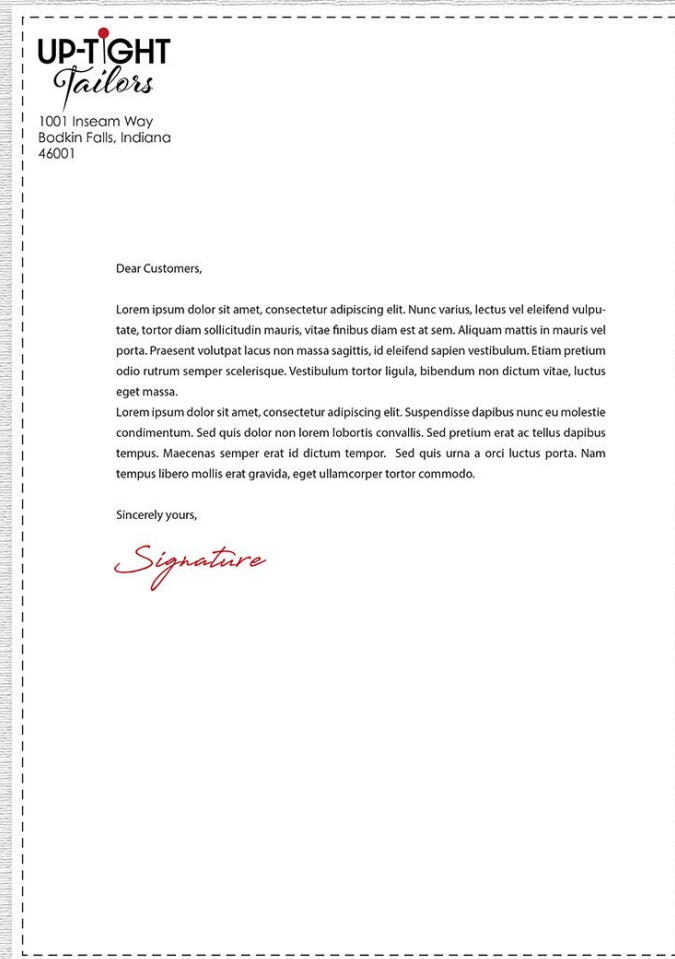 UP-TIGHT
Tailors
1001 Inseam Way
Bodkin Falls, Indiana
46001
Dear Customers,
Lorem ipsum dolor sit amet, consectetur adipiscing elit. Nunc varius, lectus vel eleifend vulpu-
tate, tortor diam sollicitudin mauris, vitae finibus diam est at sem. Aliquam mattis in mauris vel
porta. Praesent volutpat lacus non massa sagittis, id eleifend sapien vestibulum. Etiam pretium
odio rutrum semper scelerisque. Vestibulum tortor ligula, bibendum non dictum vitae, luctus
eget massa.
Lorem ipsum dolor sit amet, consectetur adipiscing elit. Suspendisse dapibus nunc eu molestie
condimentum. Sed quis dolor non lorem lobortis convallis. Sed pretium erat ac tellus dapibus
tempus. Maecenas semper erat id dictum tempor.  Sed quis urna a orci luctus porta. Nam
tempus libero mollis erat gravida, eget ullamcorper tortor commodo.
Sincerely yours,
Signature